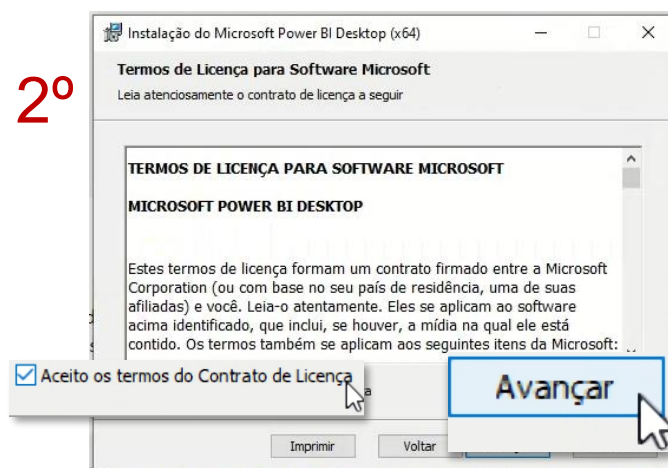 Instalação do Microsoft Power BI Desktop (x64)
2º
Termos de Licença para Software Microsoft
Leia atenciosamente o contrato de licença a seguir
TERMOS DE LICENÇA PARA SOFTWARE MICROSOFT
MICROSOFT POWER BI DESKTOP
Estes termos de licença formam um contrato firmado entre a Microsoft
Corporation (ou com base no seu país de residência, uma de suas
afiliadas) e você. Leia-o atentamente. Eles se aplicam ao software
acima identificado, que inclui, se houver, a mídia na qual ele está
contido. Os termos também se aplicam aos seguintes itens da Microsoft:
Aceito os termos do Contrato de Licença
Avançar
Imprimir
Voltar